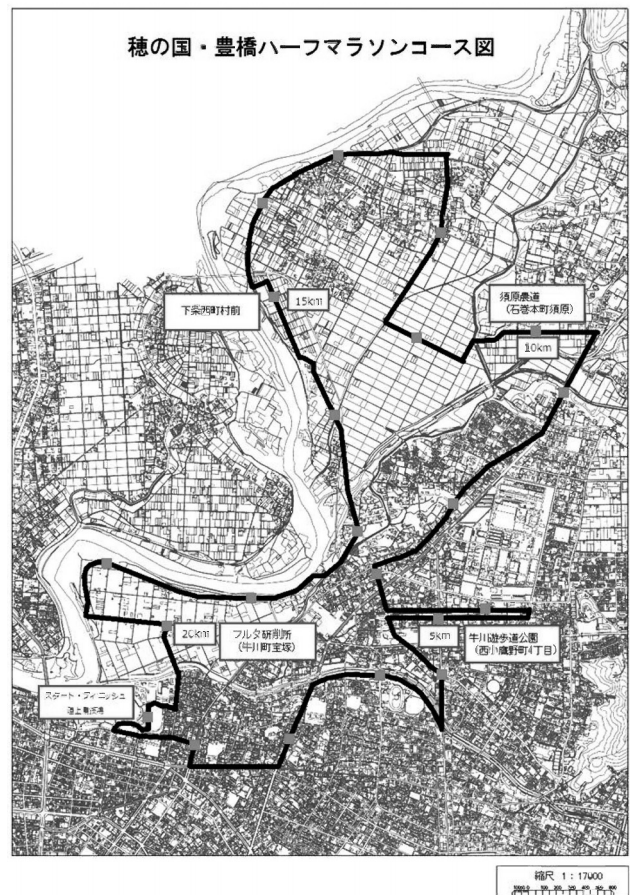 穂の国・豊橋ハーフマラソンコース図
須原農道
(石巻本町須原)
10km
下条西町村前
15km
20km
フルタ研削所
(牛川町宝塚)
5km
牛川遊歩道公園
(西小鷹野町4丁目)
スタート・フィニッシュ
陸上競技場
縮尺 1:17000